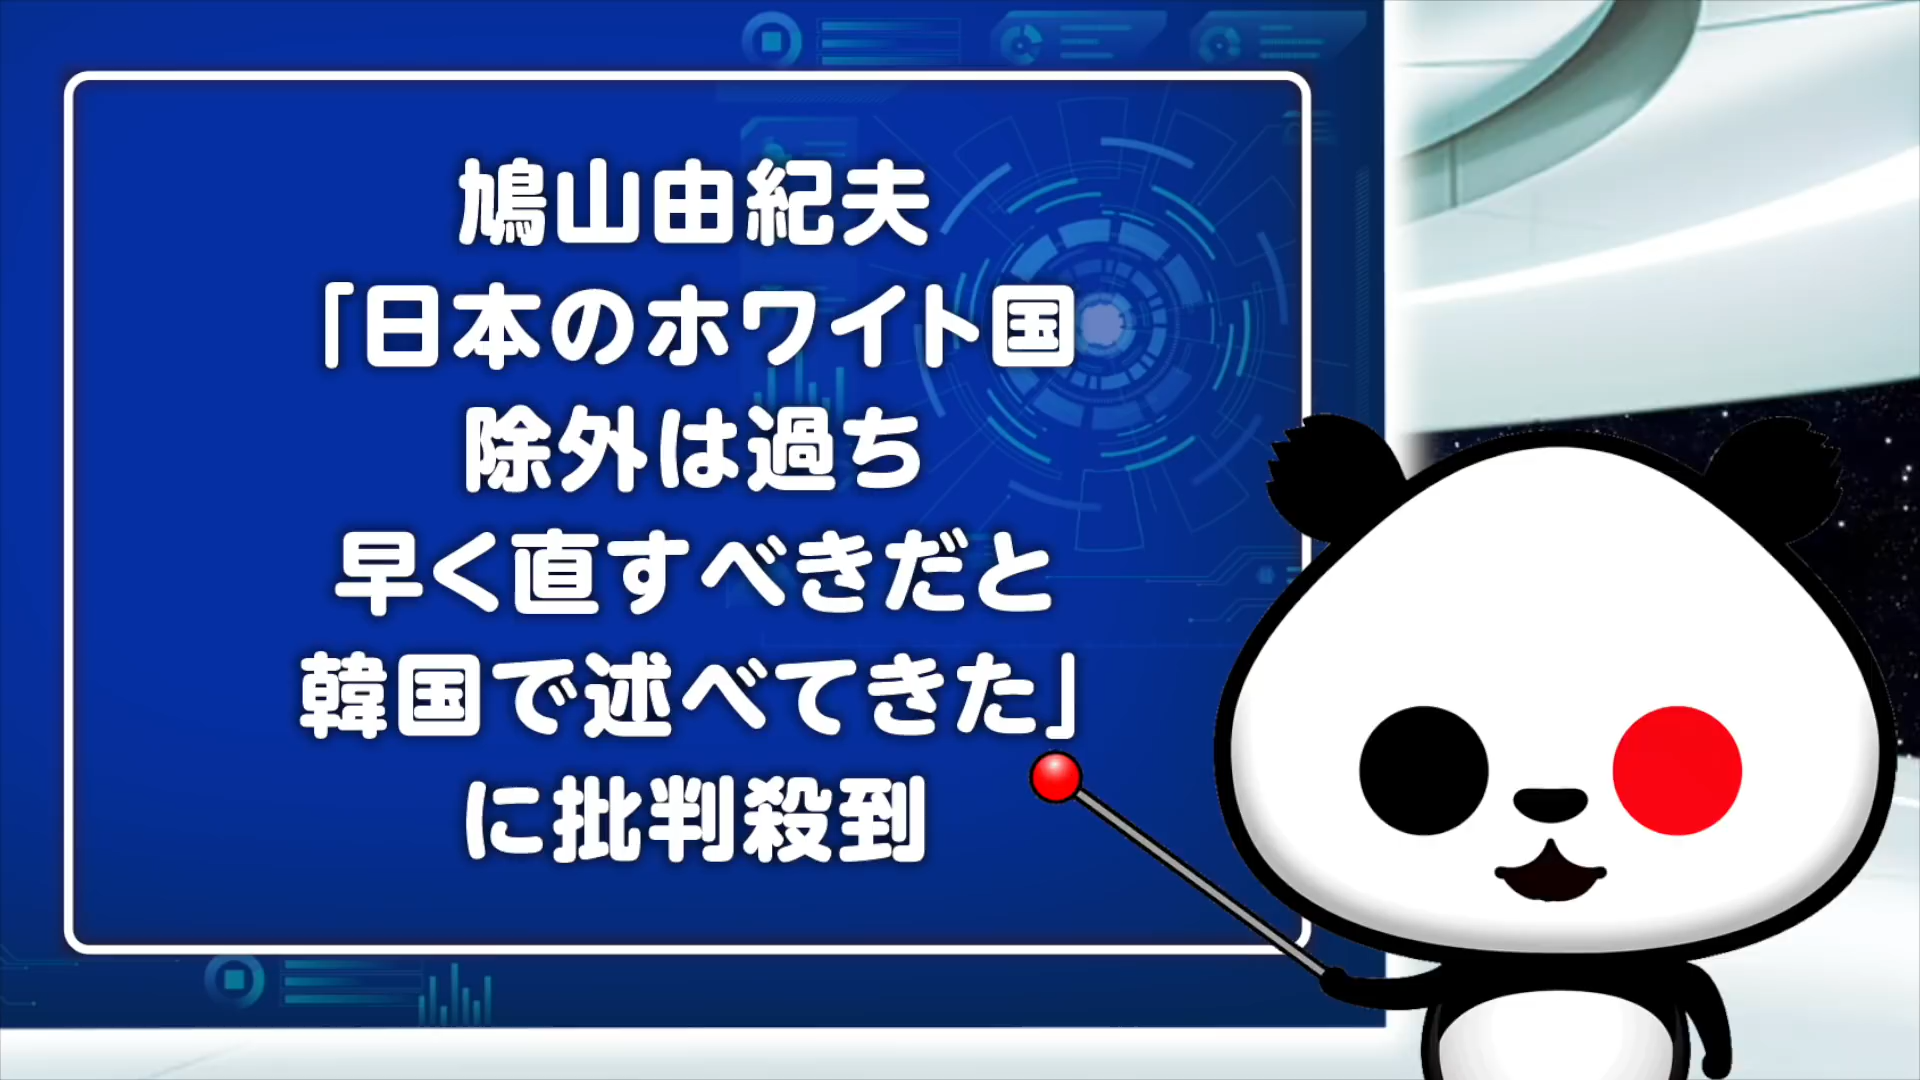 鳩山由紀夫
「日本のホワイト国
除外は過ち
早く直すべきだと
韓国で述べてきた」
に批判殺到